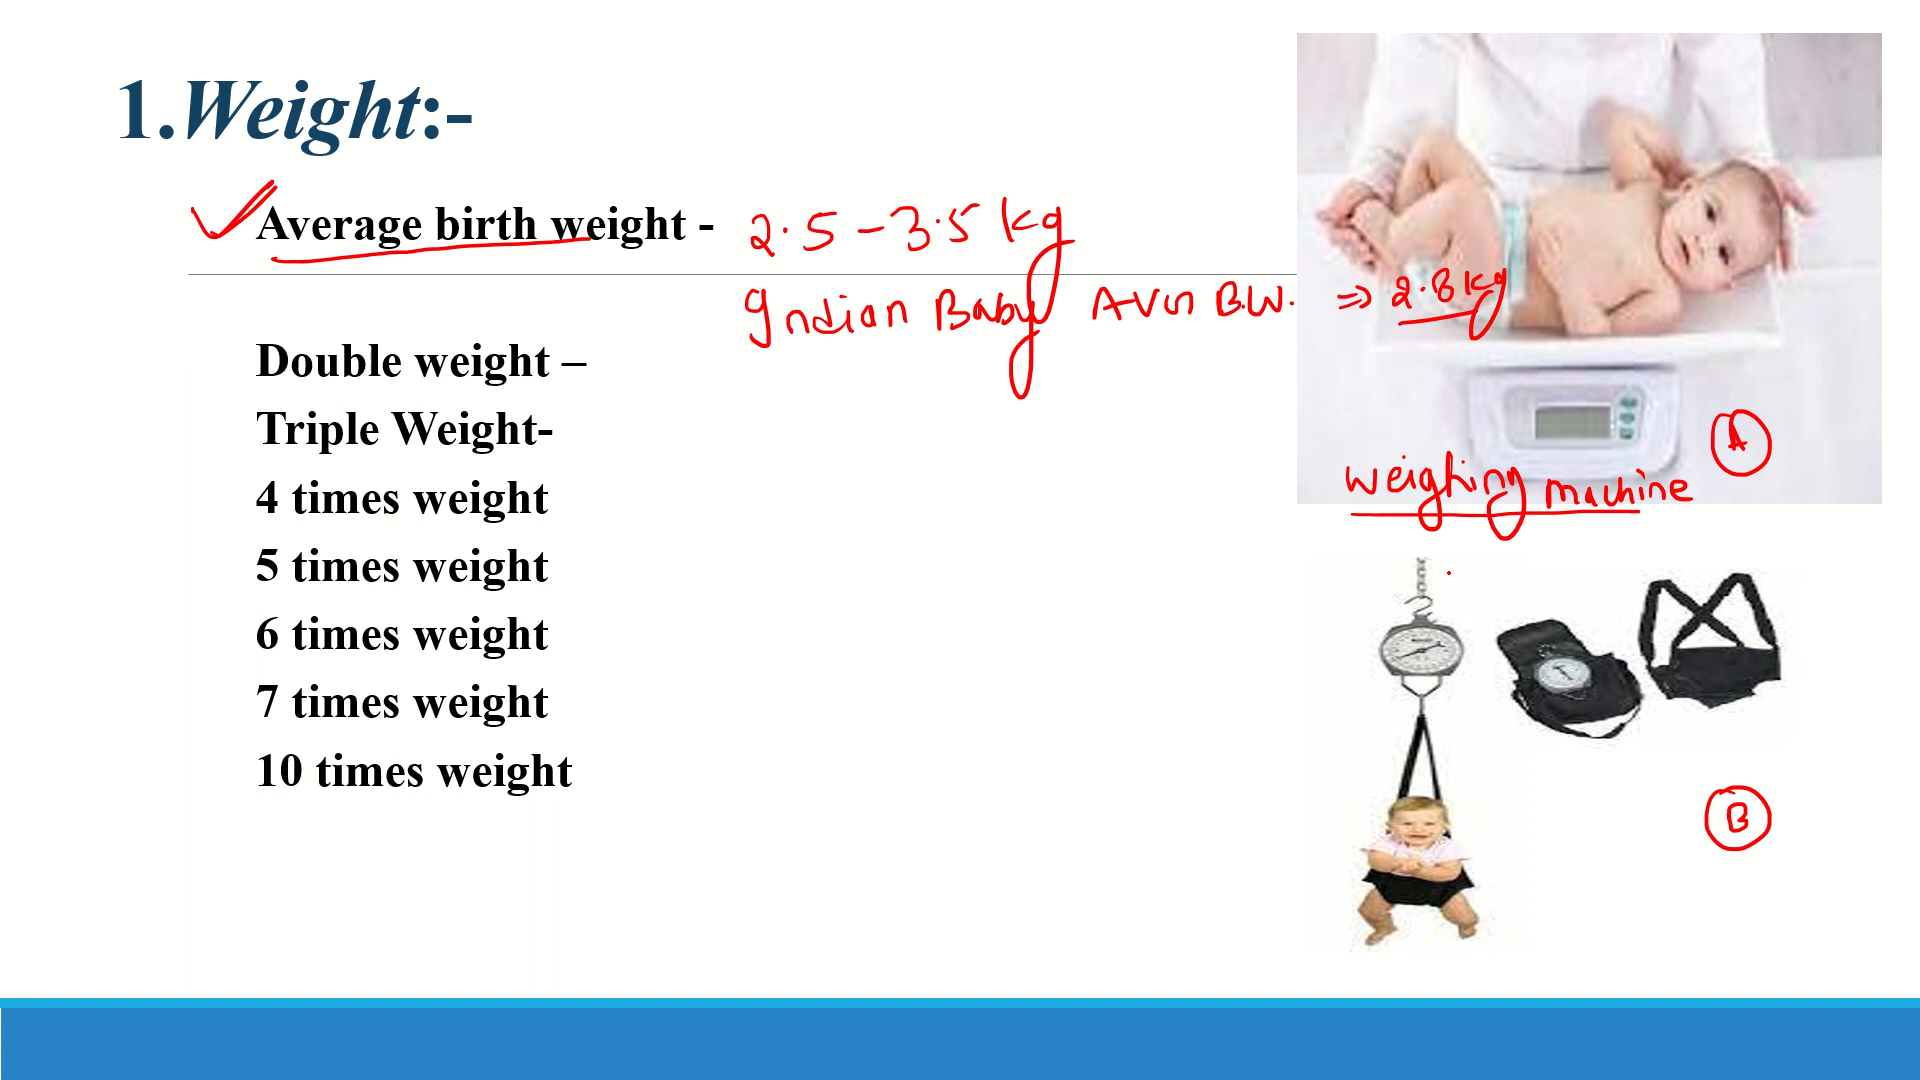 1.Weight:-
Average birth weight - 2.5 - 3.5 kg
Indian Baby Avg B.W. ⇒ 2.8 kg
Double weight –
Triple Weight-
4 times weight
5 times weight
6 times weight
7 times weight
10 times weight
A
weighing machine
B